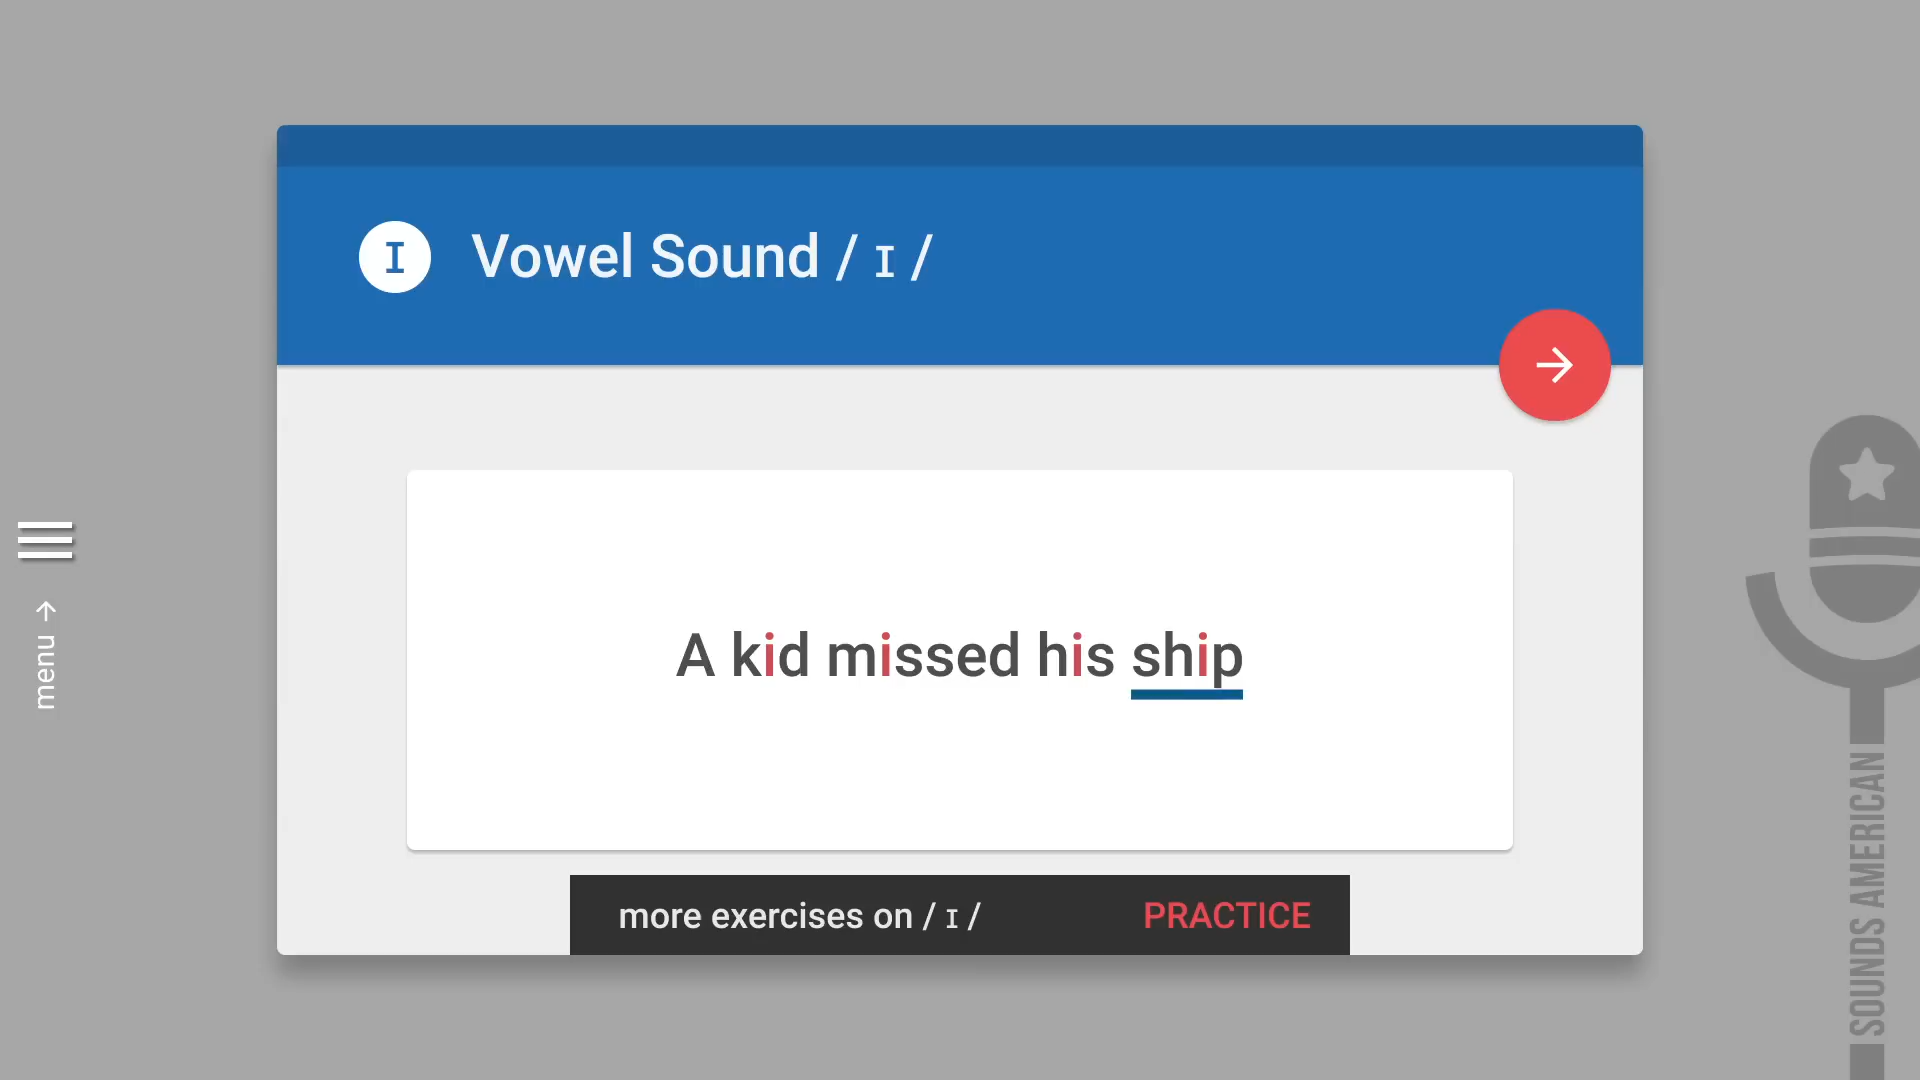 I
Vowel Sound / ɪ /
A kid missed his ship
more exercises on / ɪ /
PRACTICE
menu →
SOUNDS AMERICAN